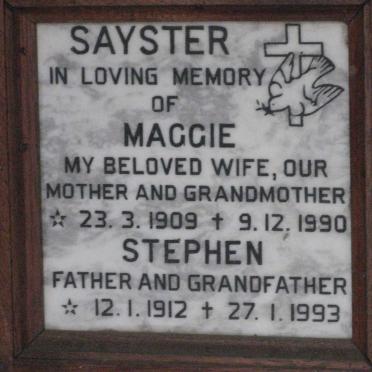 SAYSTER
IN LOVING MEMORY
OF
MAGGIE
MY BELOVED WIFE, OUR
MOTHER AND GRANDMOTHER
☆ 23. 3. 1909 ✝ 9. 12. 1990
STEPHEN
FATHER AND GRANDFATHER
☆ 12. 1. 1912 ✝ 27. 1. 1993